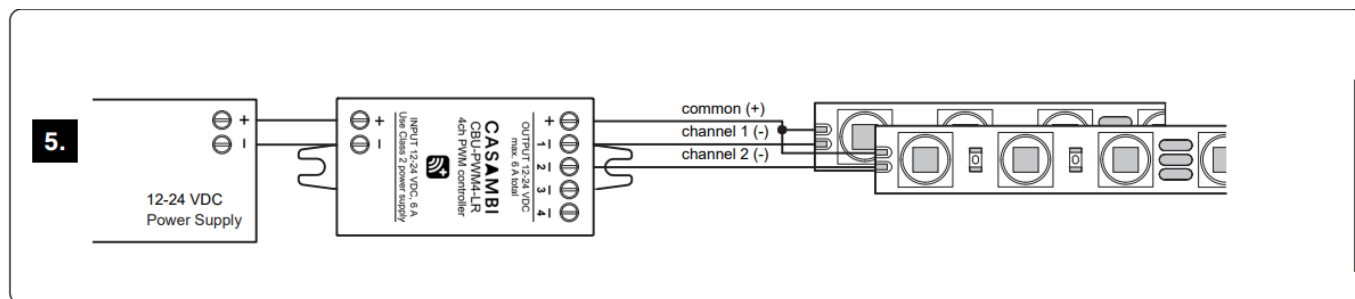 5.
12-24 VDC
Power Supply
+
-
+
-
INPUT 12-24 VDC, 6 A
Use Class 2 power supply
CASAMBI
CBU-PWM4-LR
4ch PWM controller
OUTPUT 12-24 VDC
max. 6 A total
+
1 -
2 -
3 -
4 -
common (+)
channel 1 (-)
channel 2 (-)